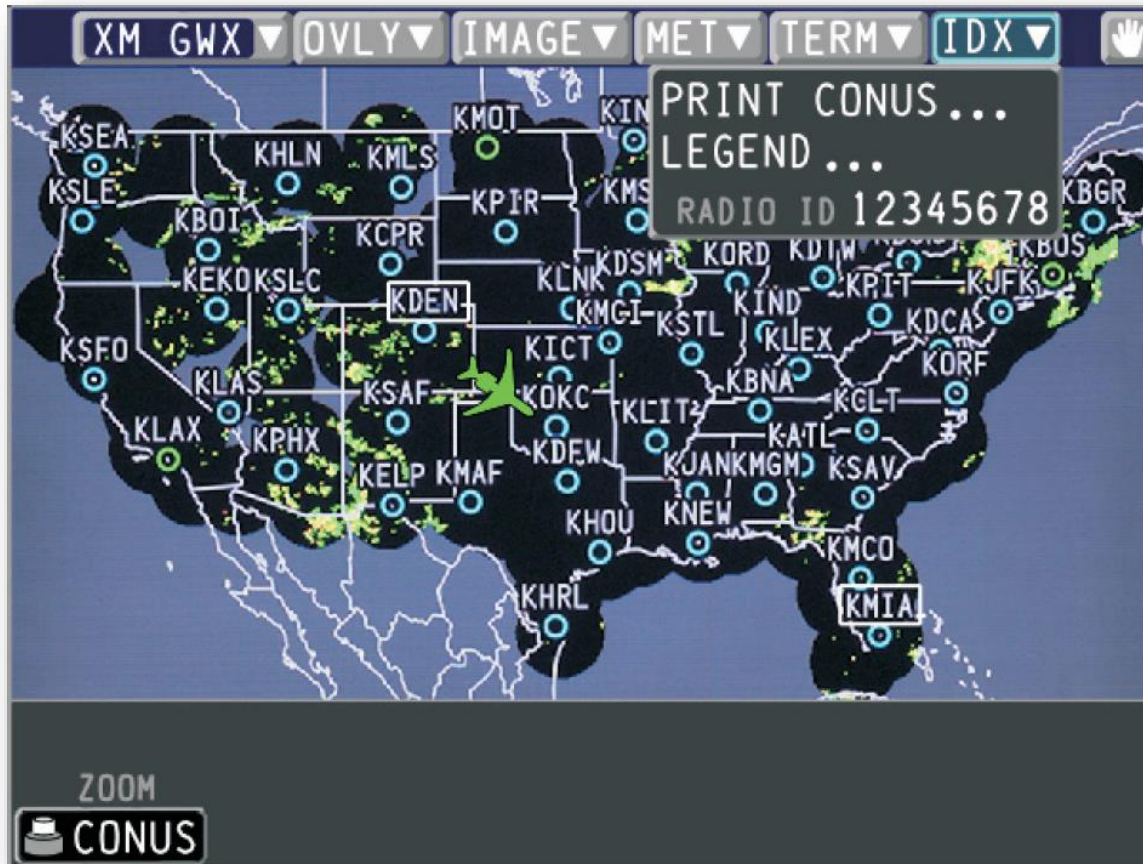 XM GWX OVLY IMAGE MET TERM IDX
PRINT CONUS...
LEGEND...
RADIO ID 12345678
KSEA
KMOT
KHLN
KMLS
KSLE
KPIR
KBGR
KBOI
KCPR
KBOS
KEKO
KSLC
KLNK
KDSM
KORD
KPIT
KJFK
KDEN
KMCI
KIND
KSTL
KDCA
KSFO
KICT
KLEX
KORF
KLAS
KSAF
KOKC
KBNA
KLIT
KCLT
KLAX
KPHX
KDFW
KATL
KELP
KMAF
KJAN
KMGM
KSAV
KHOU
KNEW
KMCO
KHRL
KMIA
ZOOM
CONUS